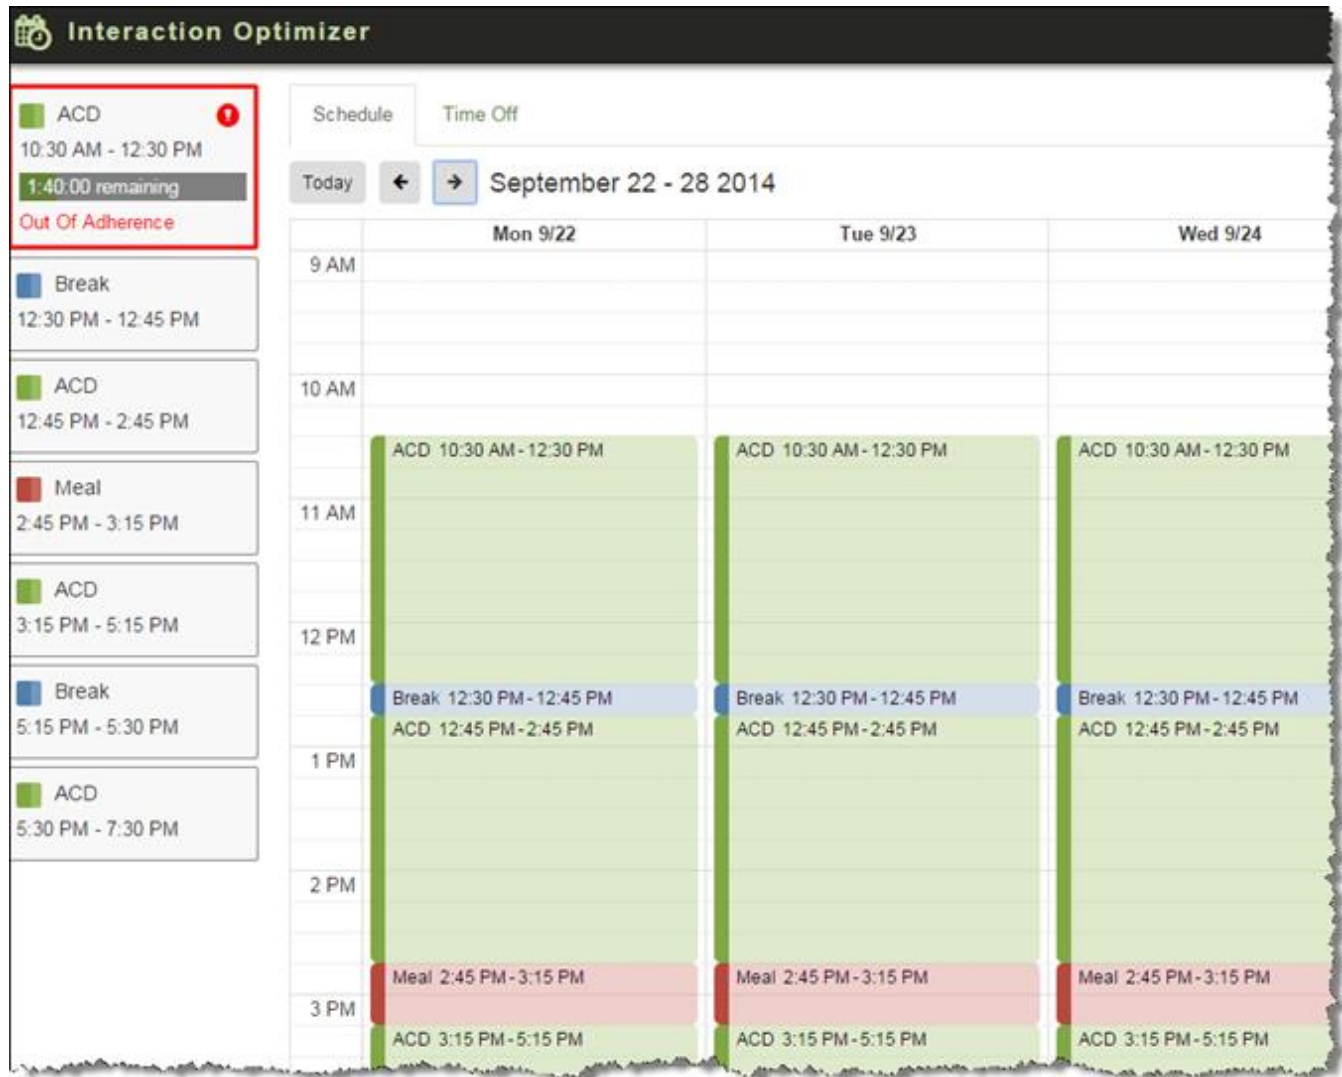 Interaction Optimizer
ACD
10:30 AM - 12:30 PM
1:40:00 remaining
Out Of Adherence
Break
12:30 PM - 12:45 PM
ACD
12:45 PM - 2:45 PM
Meal
2:45 PM - 3:15 PM
ACD
3:15 PM - 5:15 PM
Break
5:15 PM - 5:30 PM
ACD
5:30 PM - 7:30 PM
Schedule Time Off
Today September 22 - 28 2014
Mon 9/22 Tue 9/23 Wed 9/24
9 AM
10 AM
ACD 10:30 AM - 12:30 PM ACD 10:30 AM - 12:30 PM ACD 10:30 AM - 12:30 PM
11 AM
12 PM
Break 12:30 PM - 12:45 PM Break 12:30 PM - 12:45 PM Break 12:30 PM - 12:45 PM
ACD 12:45 PM - 2:45 PM ACD 12:45 PM - 2:45 PM ACD 12:45 PM - 2:45 PM
1 PM
2 PM
Meal 2:45 PM - 3:15 PM Meal 2:45 PM - 3:15 PM Meal 2:45 PM - 3:15 PM
3 PM
ACD 3:15 PM - 5:15 PM ACD 3:15 PM - 5:15 PM ACD 3:15 PM - 5:15 PM